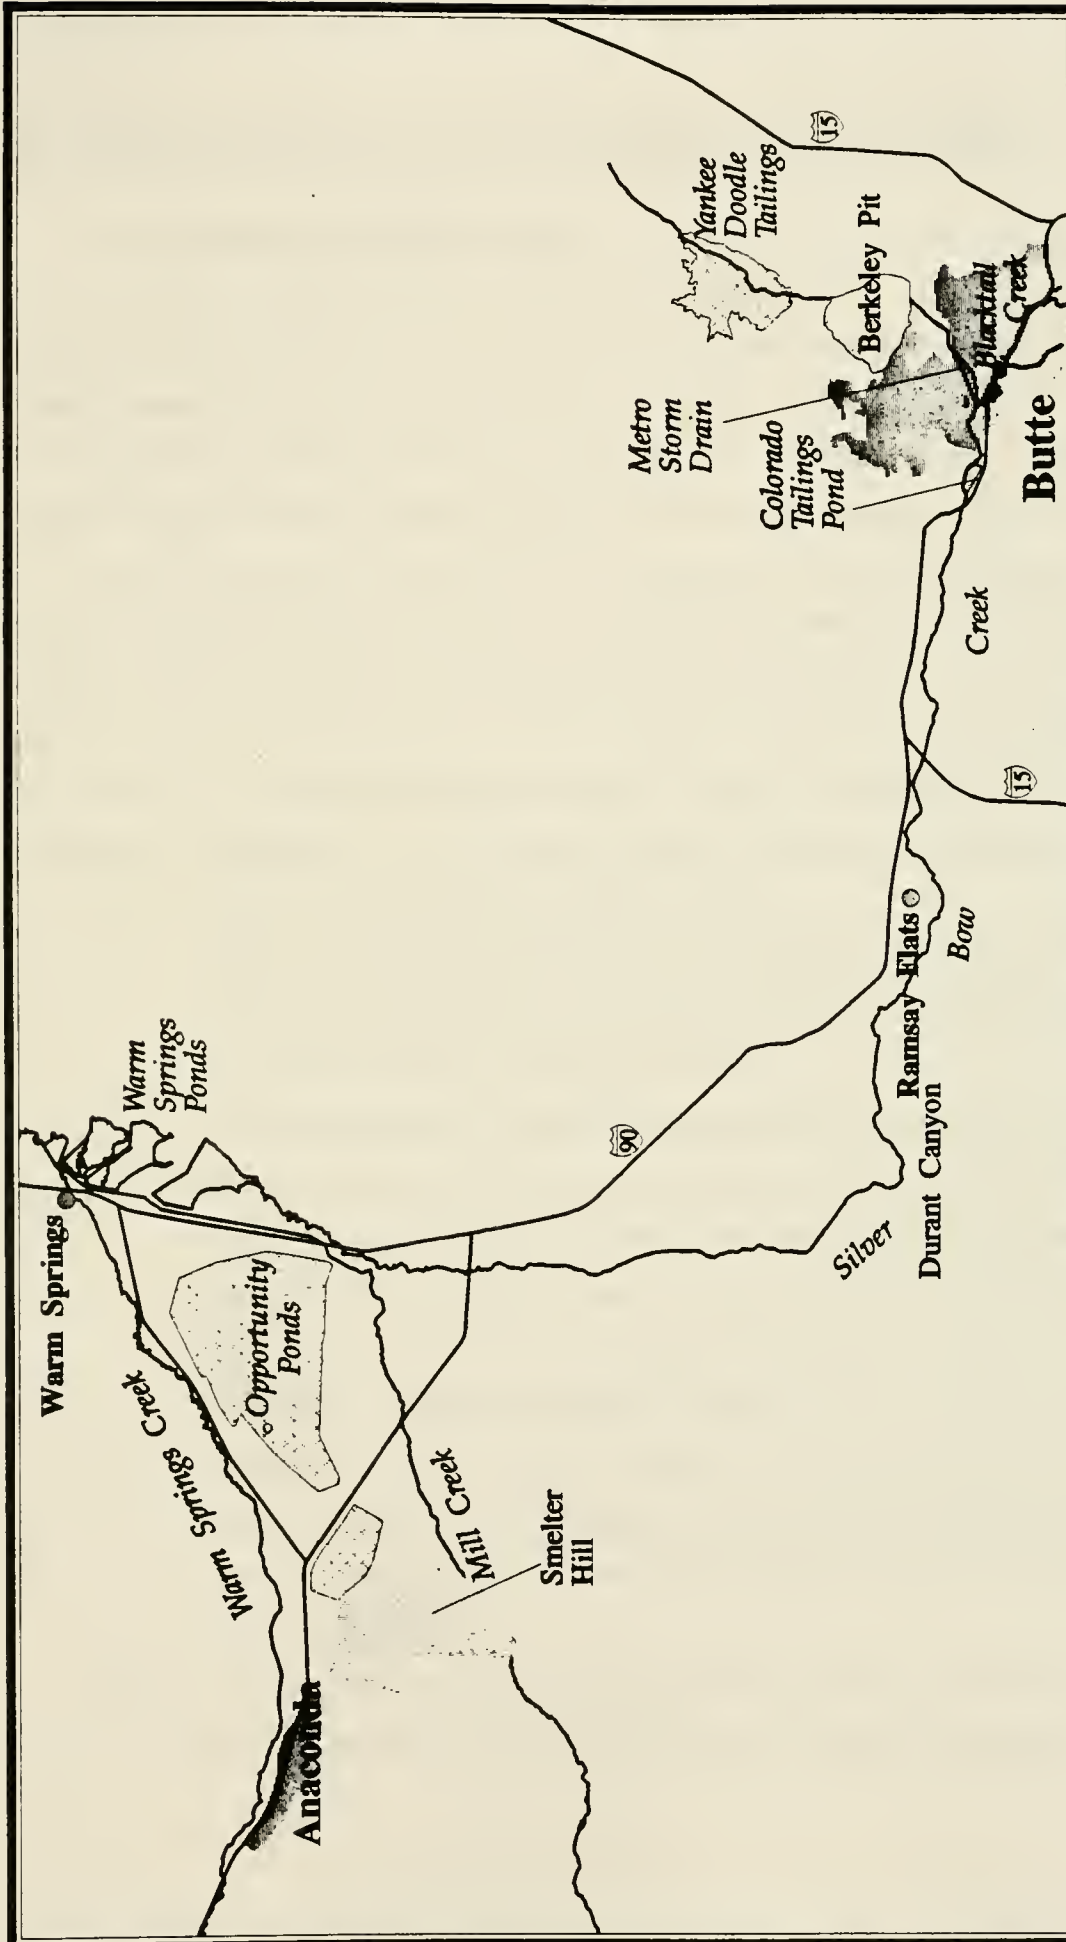 Warm Springs
Warm
Springs
Ponds
Warm Springs Creek
Opportunity
Ponds
Anaconda
Mill Creek
Smelter
Hill
90
Metro
Storm
Drain
Yankee
Doodle
Tailings
Colorado
Tailings
Pond
15
Silver
Berkeley Pit
Ramsay Flats
Durant Canyon
Bow
Creek
Blacktail
Creek
15
Butte